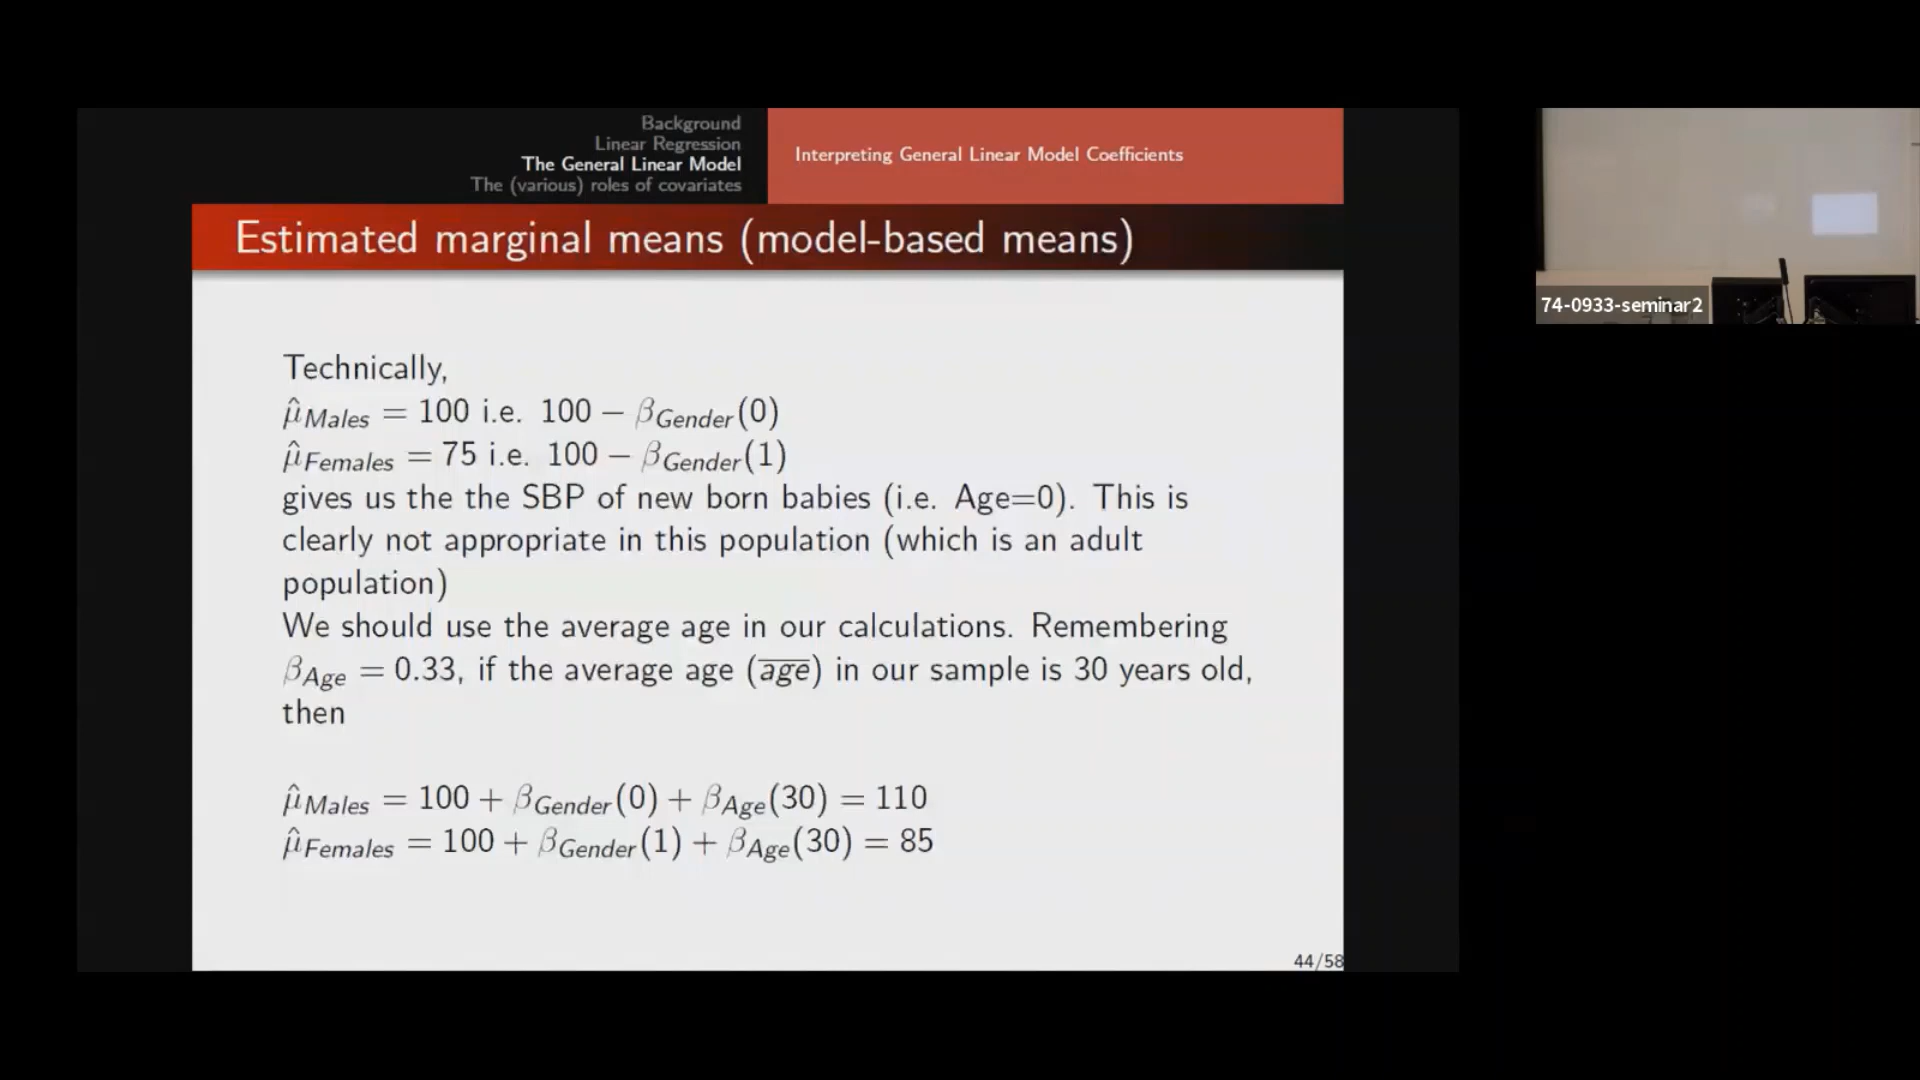 Background
Linear Regression
The General Linear Model
The (various) roles of covariates
Interpreting General Linear Model Coefficients
Estimated marginal means (model-based means)
Technically,
μ̂Males = 100 i.e. 100 − βGender(0)
μ̂Females = 75 i.e. 100 − βGender(1)
gives us the the SBP of new born babies (i.e. Age=0). This is
clearly not appropriate in this population (which is an adult
population)
We should use the average age in our calculations. Remembering
βAge = 0.33, if the average age (a̅g̅e̅) in our sample is 30 years old,
then
μ̂Males = 100 + βGender(0) + βAge(30) = 110
μ̂Females = 100 + βGender(1) + βAge(30) = 85
44/58
74-0933-seminar2